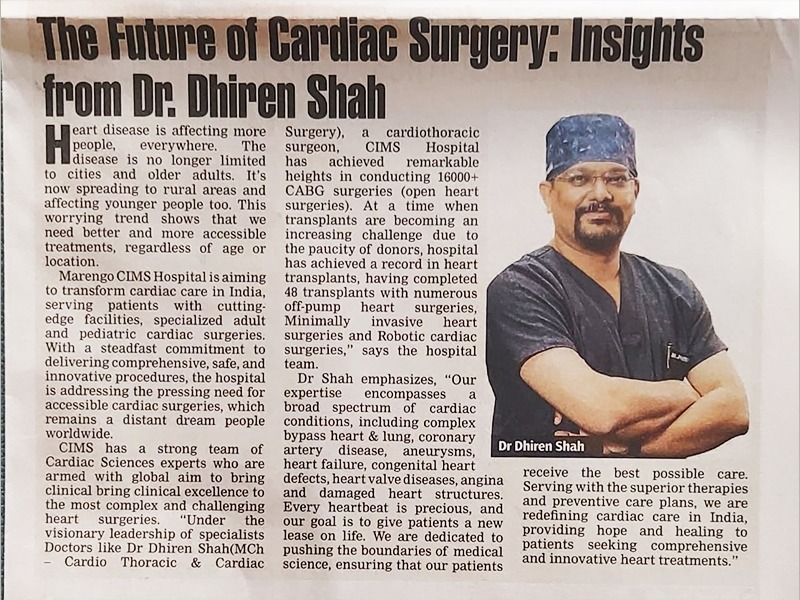 The Future of Cardiac Surgery: Insights
from Dr. Dhiren Shah
Heart disease is affecting more
people, everywhere. The
disease is no longer limited
to cities and older adults. It's
now spreading to rural areas and
affecting younger people too. This
worrying trend shows that we
need better and more accessible
treatments, regardless of age or
location.
Marengo CIMS Hospital is aiming
to transform cardiac care in India,
serving patients with cutting-
edge facilities, specialized adult
and pediatric cardiac surgeries.
With a steadfast commitment to
delivering comprehensive, safe, and
innovative procedures, the hospital
is addressing the pressing need for
accessible cardiac surgeries, which
remains a distant dream people
worldwide.
CIMS has a strong team of
Cardiac Sciences experts who are
armed with global aim to bring
clinical bring clinical excellence to
the most complex and challenging
heart surgeries. "Under the
visionary leadership of specialists
Doctors like Dr Dhiren Shah(MCh
– Cardio Thoracic & Cardiac
Surgery), a cardiothoracic
surgeon, CIMS Hospital
has achieved remarkable
heights in conducting 16000+
CABG surgeries (open heart
surgeries). At a time when
transplants are becoming an
increasing challenge due to
the paucity of donors, hospital
has achieved a record in heart
transplants, having completed
48 transplants with numerous
off-pump heart surgeries,
Minimally invasive heart
surgeries and Robotic cardiac
surgeries," says the hospital
team.
Dr Shah emphasizes, "Our
expertise encompasses a
broad spectrum of cardiac
conditions, including complex
bypass heart & lung, coronary
artery disease, aneurysms,
heart failure, congenital heart
defects, heart valve diseases, angina
and damaged heart structures.
Every heartbeat is precious, and
our goal is to give patients a new
lease on life. We are dedicated to
pushing the boundaries of medical
science, ensuring that our patients
Dr Dhiren Shah
receive the best possible care.
Serving with the superior therapies
and preventive care plans, we are
redefining cardiac care in India,
providing hope and healing to
patients seeking comprehensive
and innovative heart treatments."